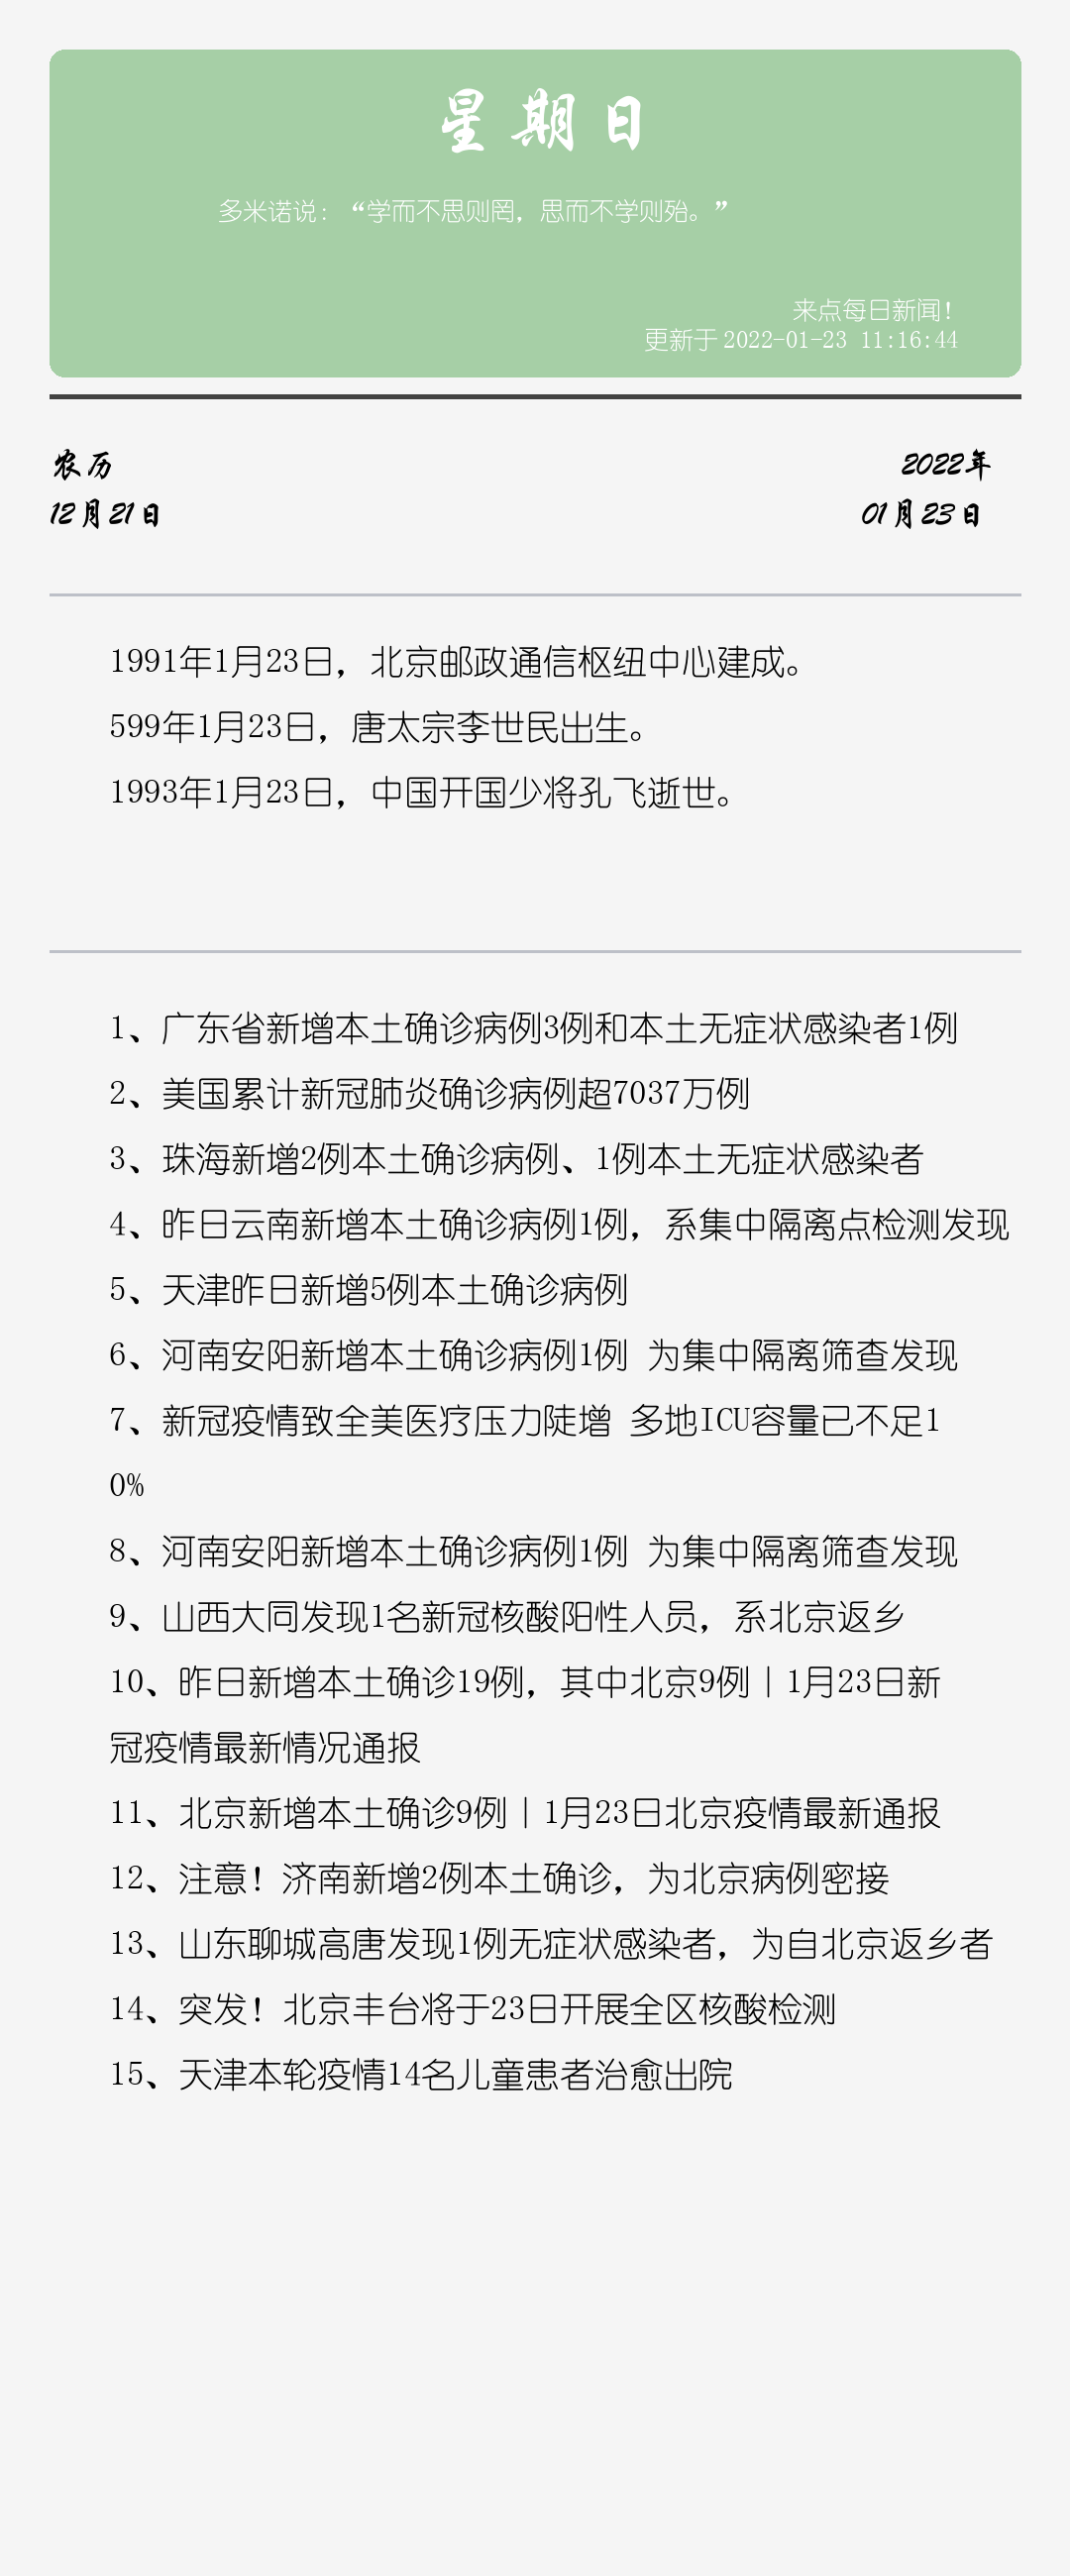 星期日
多米诺说：“学而不思则罔，思而不学则殆。”
来点每日新闻！
更新于2022-01-23 11:16:44
农历
2022年
12月21日
01月23日
1991年1月23日，北京邮政通信枢纽中心建成。
599年1月23日，唐太宗李世民出生。
1993年1月23日，中国开国少将孔飞逝世。
1、广东省新增本土确诊病例3例和本土无症状感染者1例
2、美国累计新冠肺炎确诊病例超7037万例
3、珠海新增2例本土确诊病例、1例本土无症状感染者
4、昨日云南新增本土确诊病例1例，系集中隔离点检测发现
5、天津昨日新增5例本土确诊病例
6、河南安阳新增本土确诊病例1例 为集中隔离筛查发现
7、新冠疫情致全美医疗压力陡增 多地ICU容量已不足1
0%
8、河南安阳新增本土确诊病例1例 为集中隔离筛查发现
9、山西大同发现1名新冠核酸阳性人员，系北京返乡
10、昨日新增本土确诊19例，其中北京9例丨1月23日新
冠疫情最新情况通报
11、北京新增本土确诊9例丨1月23日北京疫情最新通报
12、注意！济南新增2例本土确诊，为北京病例密接
13、山东聊城高唐发现1例无症状感染者，为自北京返乡者
14、突发！北京丰台将于23日开展全区核酸检测
15、天津本轮疫情14名儿童患者治愈出院